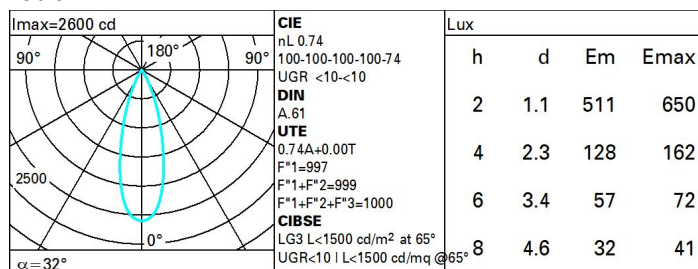 Imax=2600 cd
90°
180°
90°
2500
0°
α=32°
CIE
nL 0.74
100-100-100-100-74
UGR <10-<10
DIN
A.61
UTE
0.74A+0.00T
F"1=997
F"1+F"2=999
F"1+F"2+F"3=1000
CIBSE
LG3 L<1500 cd/m² at 65°
UGR<10 | L<1500 cd/mq @65°
Lux
h d Em Emax
2 1.1 511 650
4 2.3 128 162
6 3.4 57 72
8 4.6 32 41